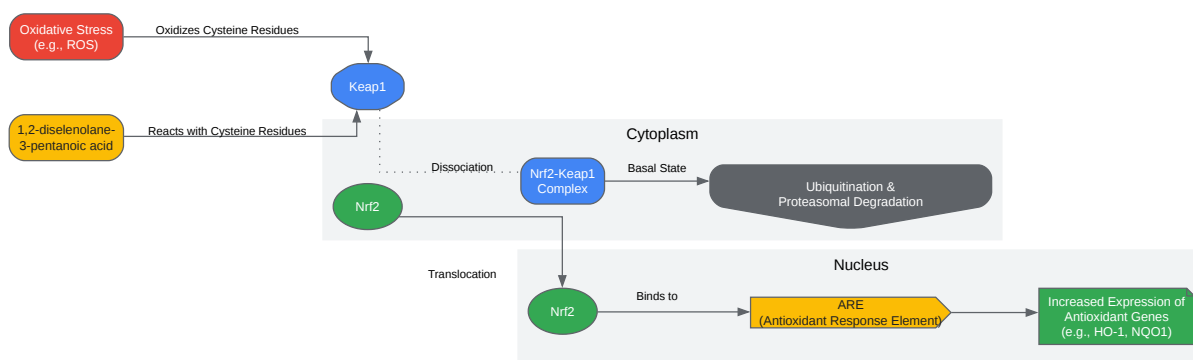 Oxidative Stress
(e.g., ROS)
Oxidizes Cysteine Residues
Keap1
1,2-diselenolane-
3-pentanoic acid
Reacts with Cysteine Residues
Cytoplasm
Dissociation
Nrf2-Keap1
Complex
Basal State
Ubiquitination &
Proteasomal Degradation
Nrf2
Translocation
Nucleus
Nrf2
Binds to
ARE
(Antioxidant Response Element)
Increased Expression of
Antioxidant Genes
(e.g., HO-1, NQO1)